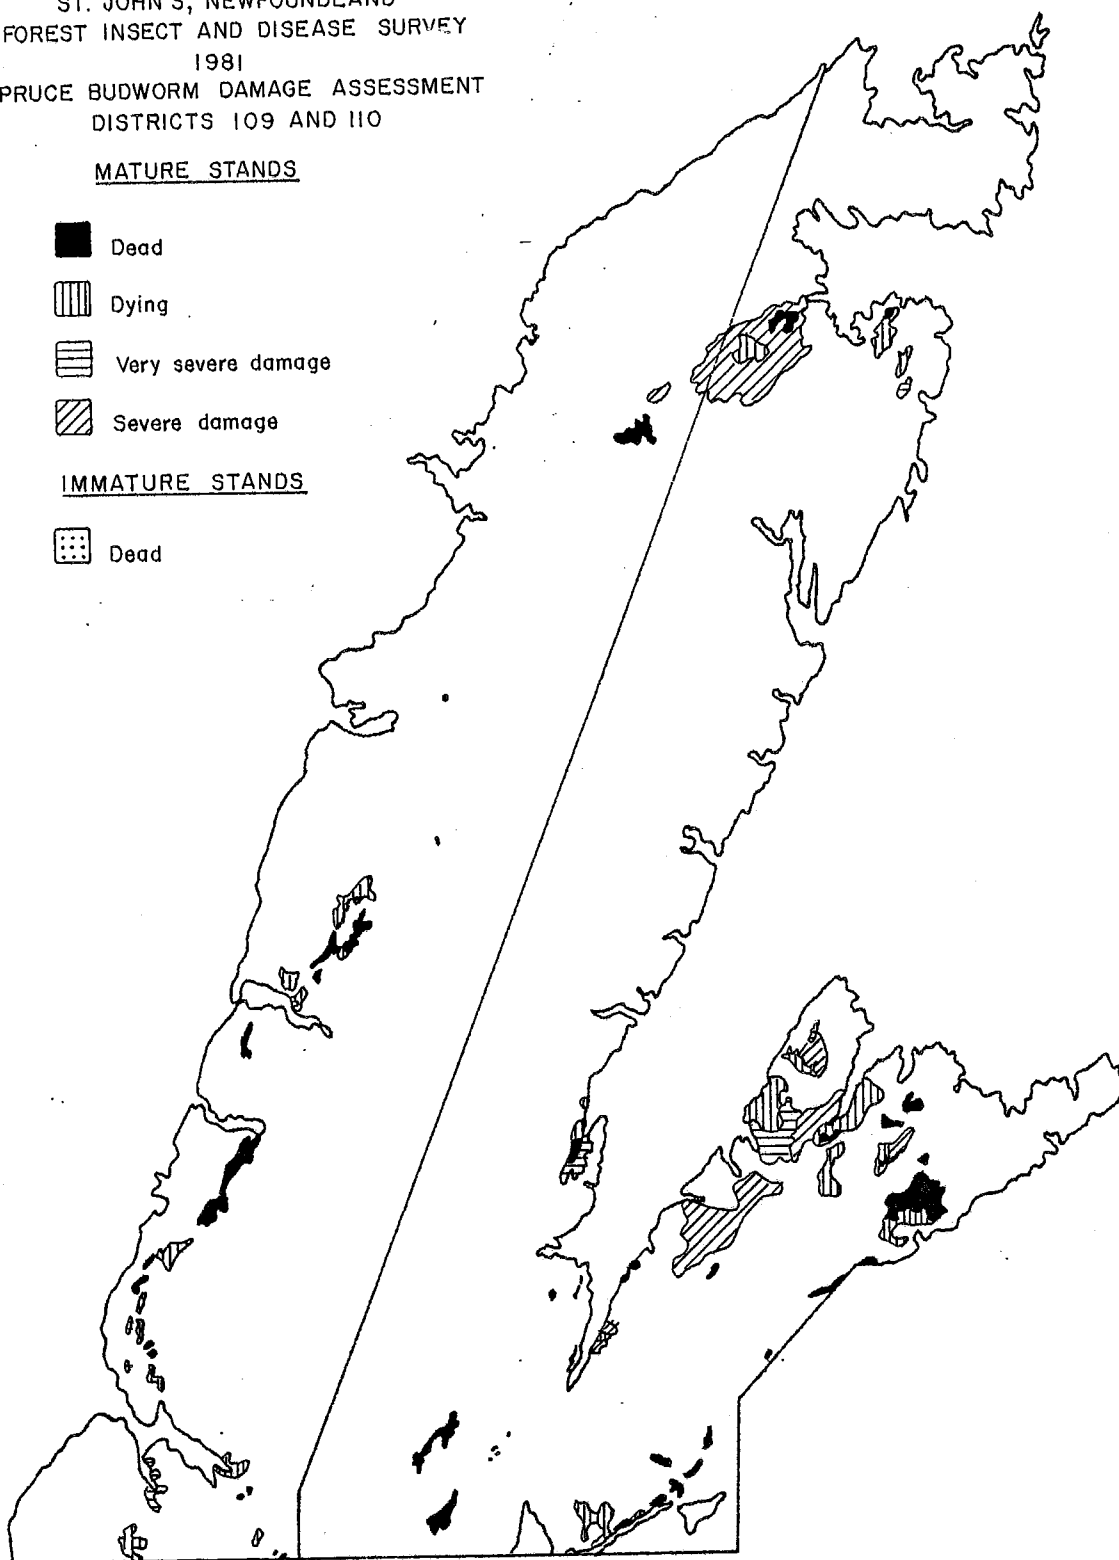 ST. JOHN'S, NEWFOUNDLAND
FOREST INSECT AND DISEASE SURVEY
1981
PRUCE BUDWORM DAMAGE ASSESSMENT
DISTRICTS 109 AND 110
MATURE STANDS
Dead
Dying
Very severe damage
Severe damage
IMMATURE STANDS
Dead